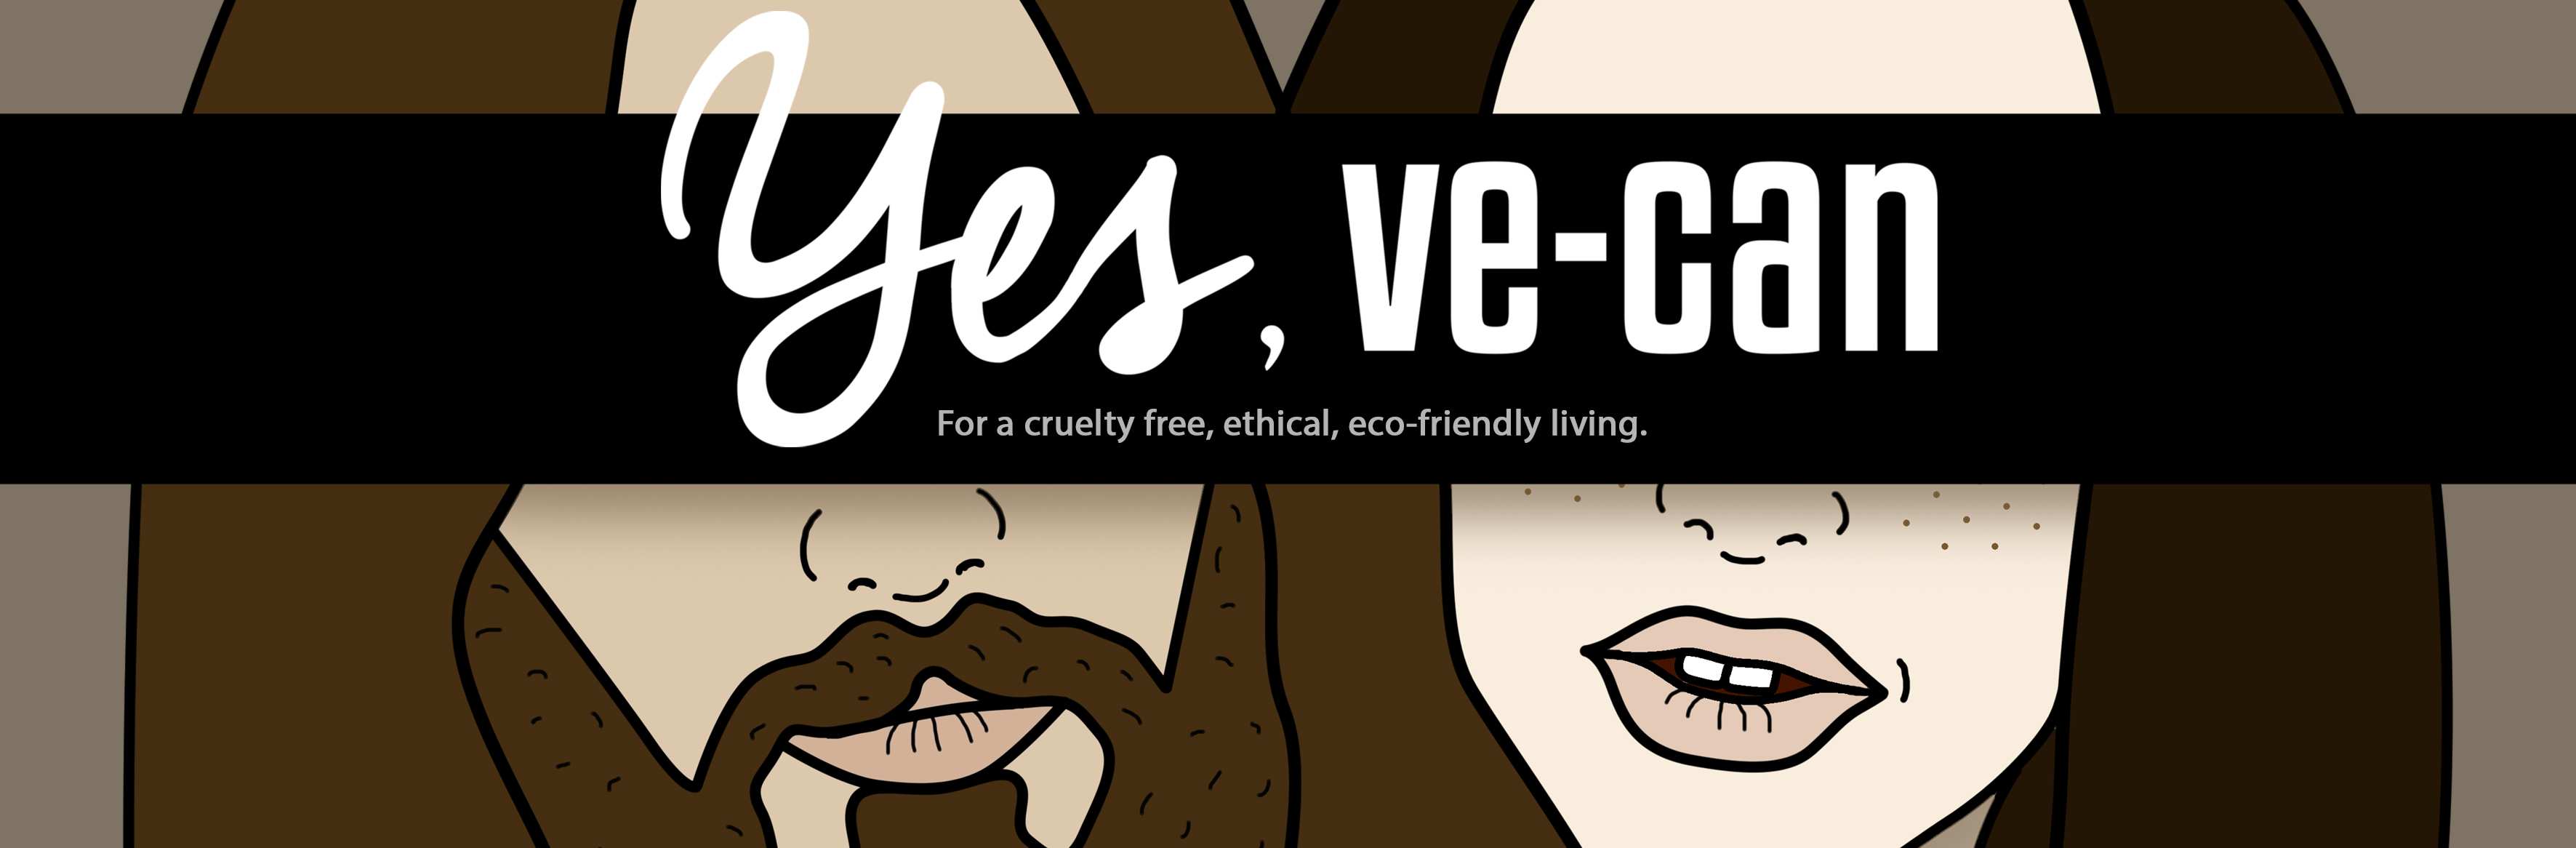 Yes, ve-can
For a cruelty free, ethical, eco-friendly living.